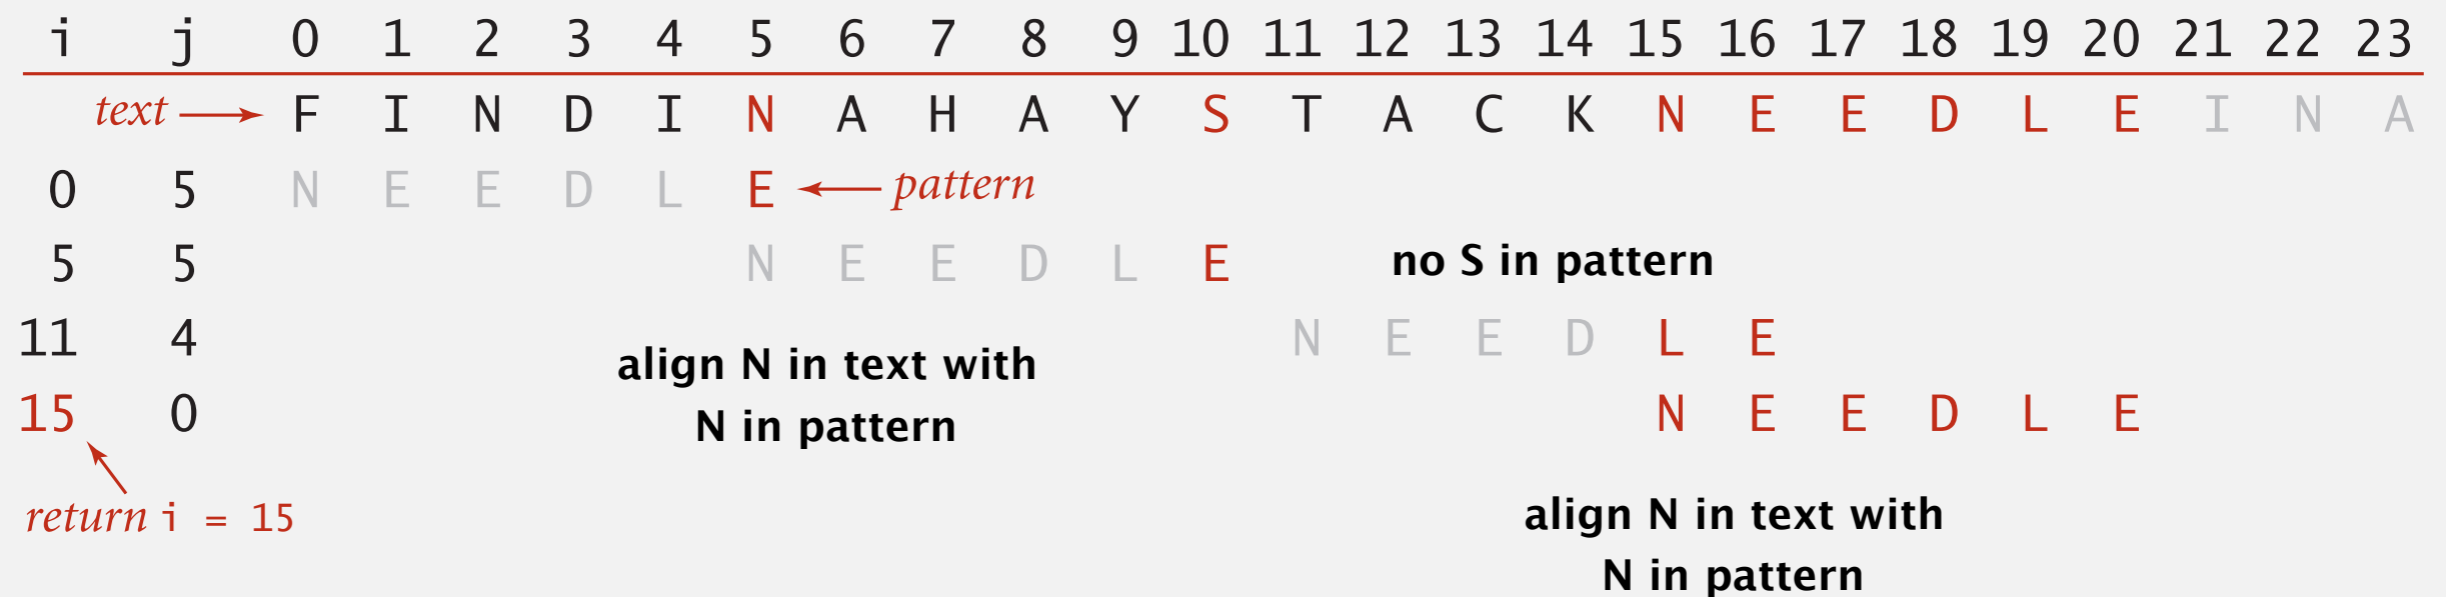 i j 0 1 2 3 4 5 6 7 8 9 10 11 12 13 14 15 16 17 18 19 20 21 22 23
text F I N D I N A H A Y S T A C K N E E D L E I N A
0 5 N E E D L E pattern
5 5 N E E D L E no S in pattern
11 4 N E E D L E
align N in text with
15 0 N E E D L E
N in pattern
return i = 15
align N in text with
N in pattern